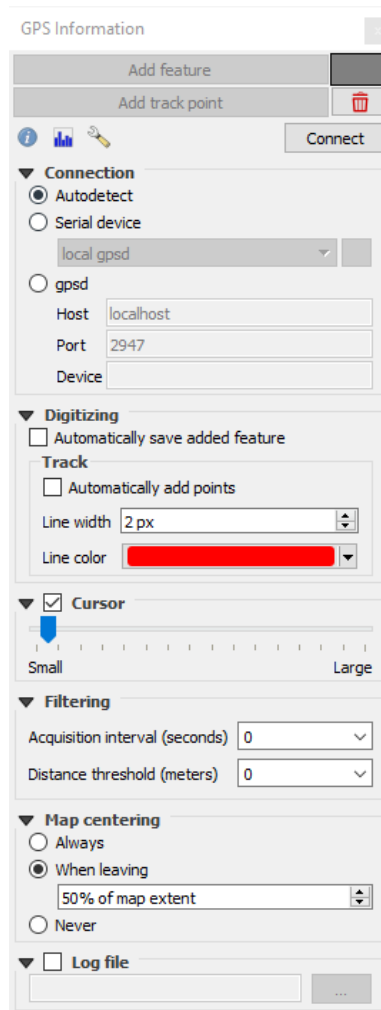 GPS Information
Add feature
Add track point
Connect
Connection
Autodetect
Serial device
local gpsd
gpsd
Host localhost
Port 2947
Device
Digitizing
Automatically save added feature
Track
Automatically add points
Line width 2 px
Line color
Cursor
Small Large
Filtering
Acquisition interval (seconds) 0
Distance threshold (meters) 0
Map centering
Always
When leaving
50% of map extent
Never
Log file
...